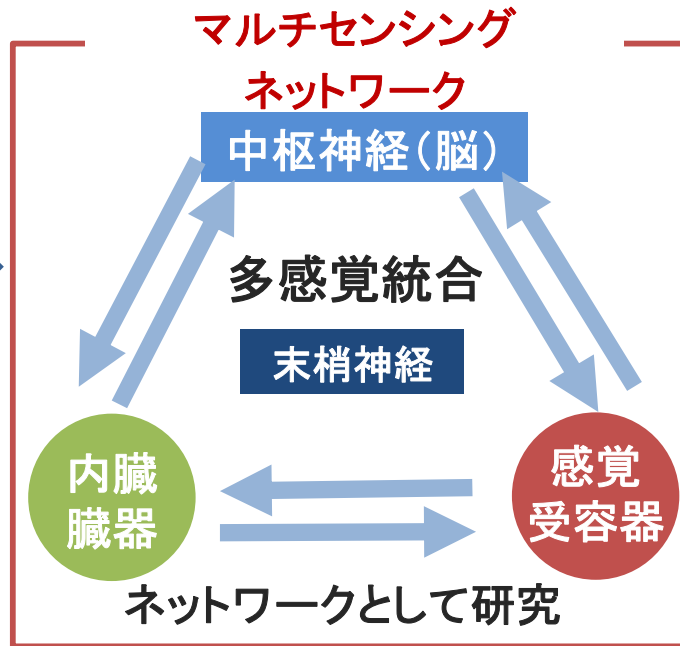 マルチセンシング
ネットワーク
中枢神経(脳)
多感覚統合
末梢神経
内臓
臓器
感覚
受容器
ネットワークとして研究